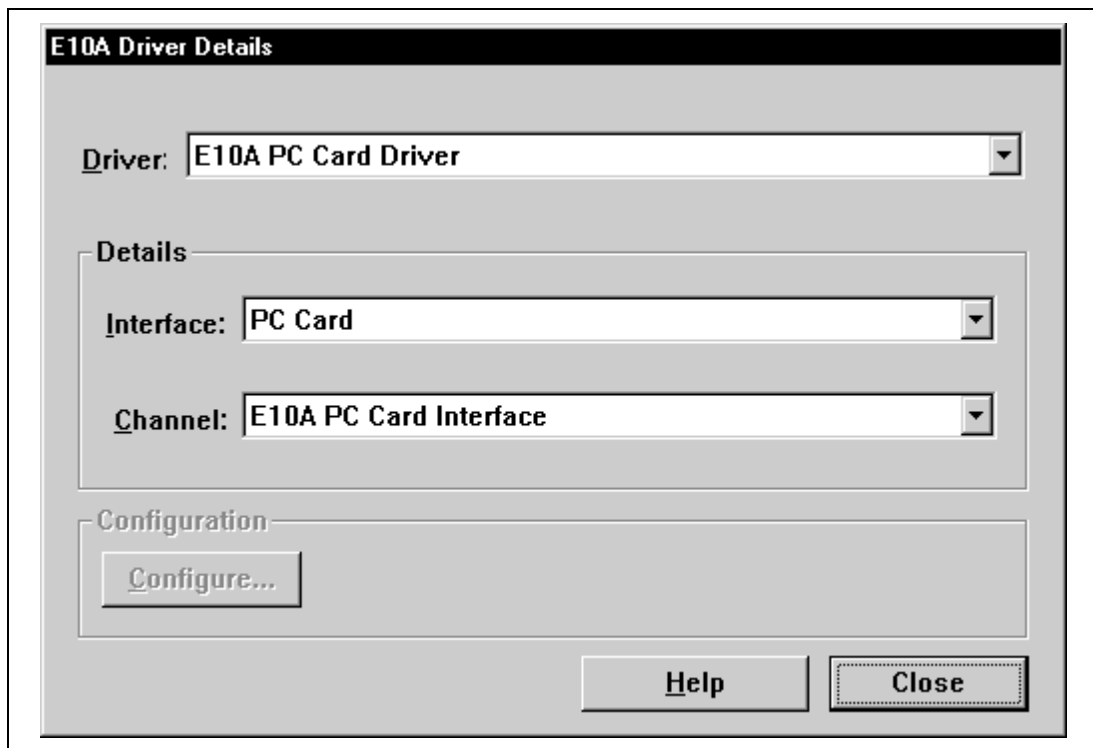 E10A Driver Details
Driver: E10A PC Card Driver
Details
Interface: PC Card
Channel: E10A PC Card Interface
Configuration
Configure...
Help Close